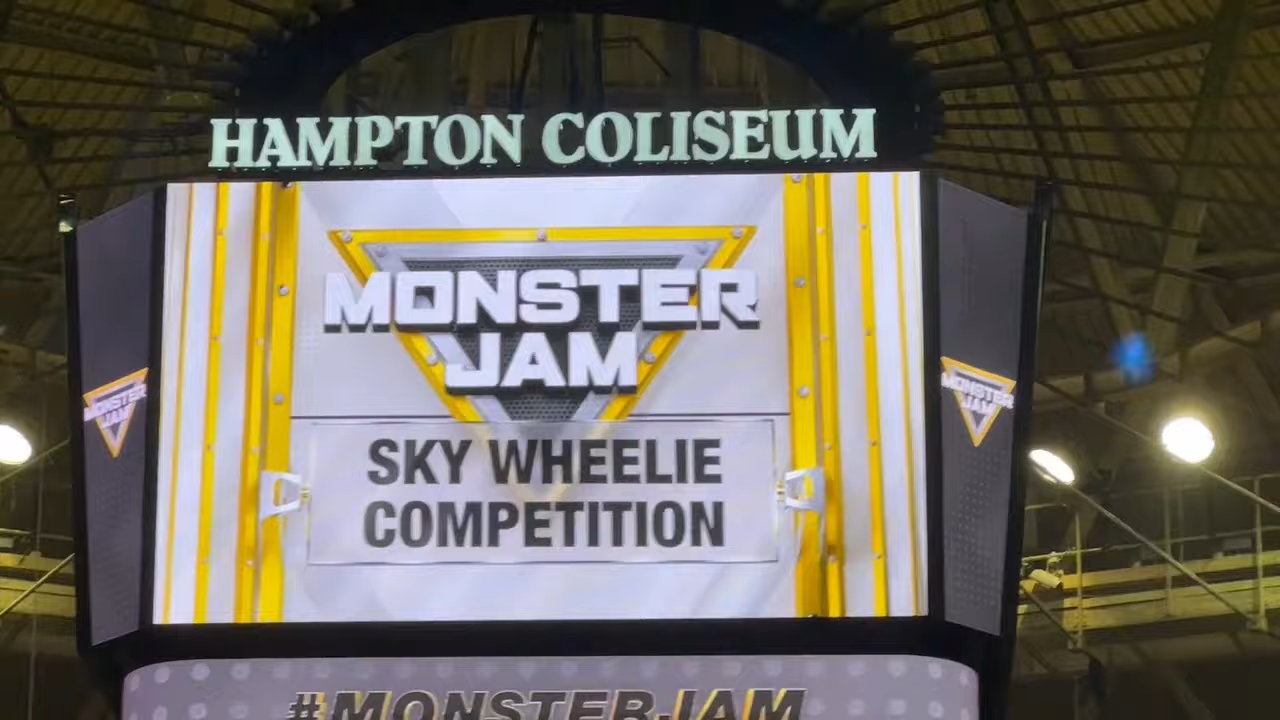 HAMPTON COLISEUM
MONSTER
JAM
SKY WHEELIE
COMPETITION
MONSTER
JAM
MONSTER
JAM
#MONSTERJAM